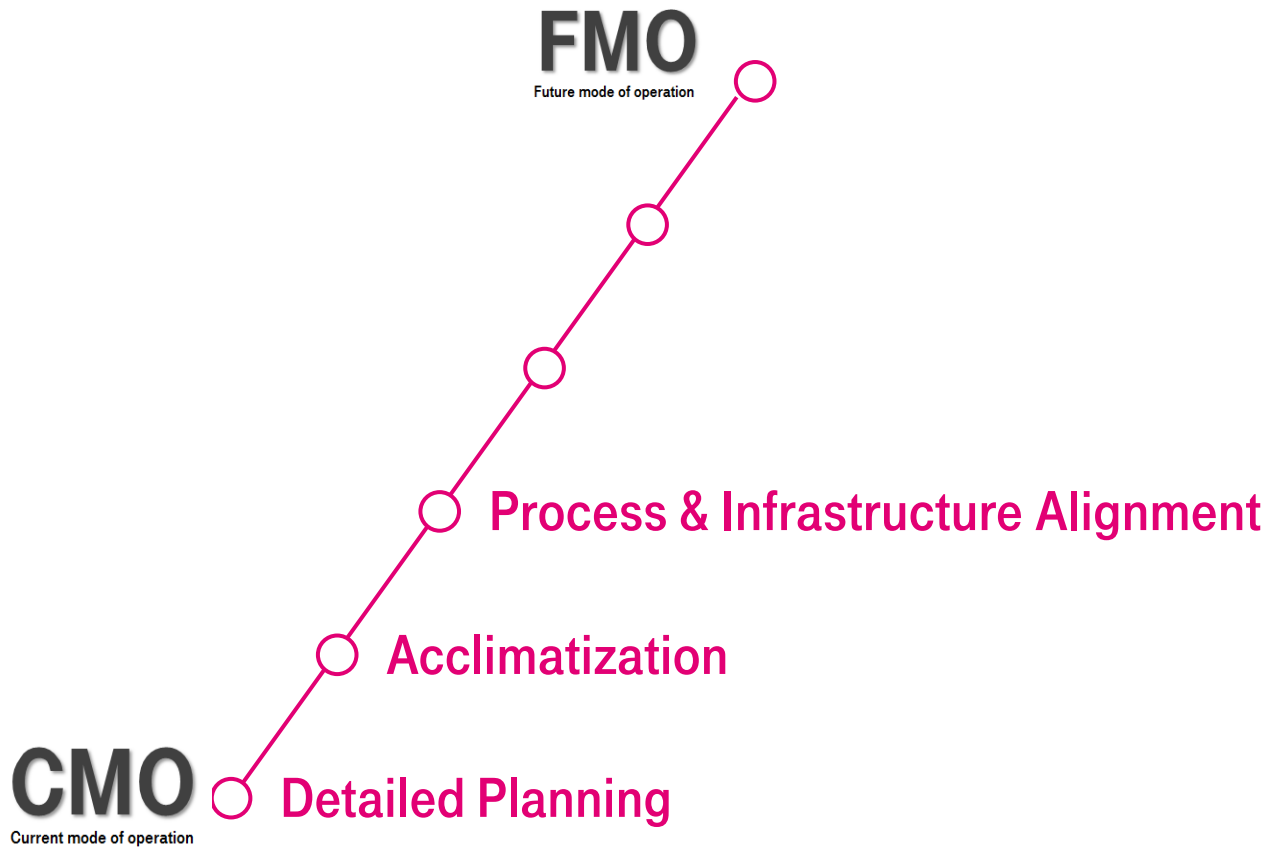 FMO
Future mode of operation
Process & Infrastructure Alignment
Acclimatization
CMO
Detailed Planning
Current mode of operation